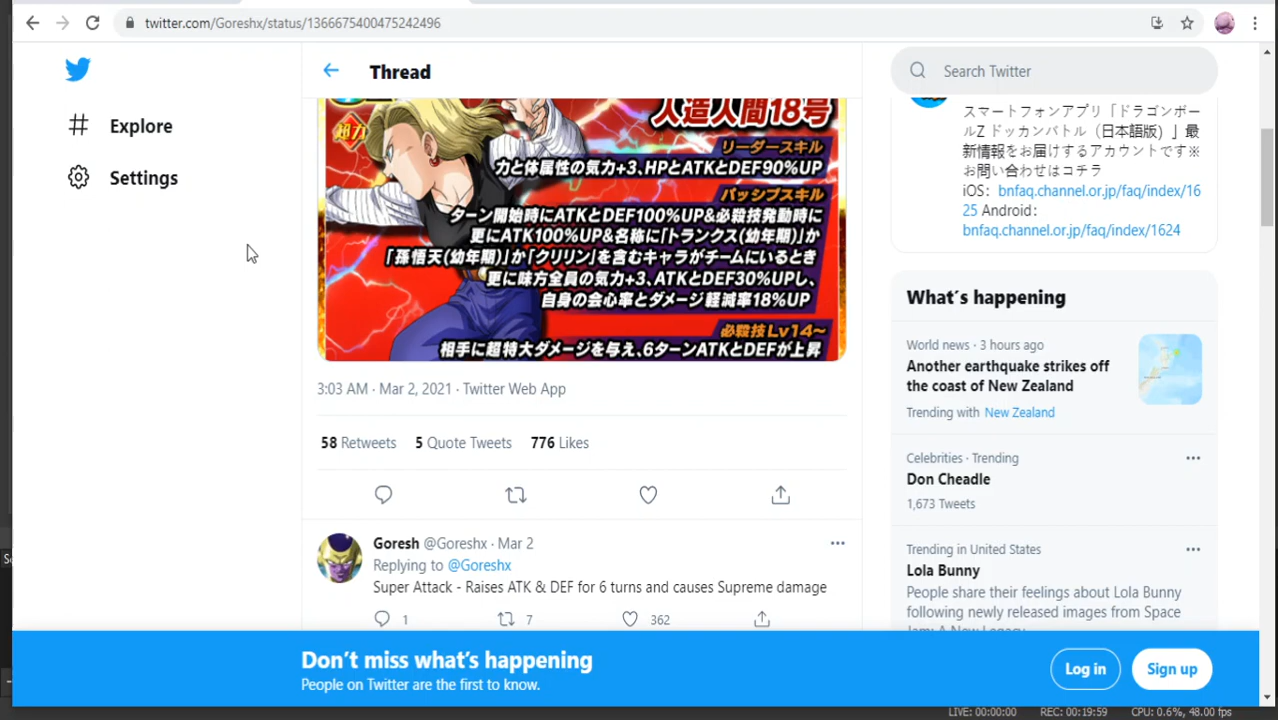 twitter.com/Goreshx/status/1366675400475242496
Explore
Settings
Thread
人造人間18号
超力
リーダースキル
力と体属性の気力+3、HPとATKとDEF90%UP
パッシブスキル
ターン開始時にATKとDEF100%UP&必殺技発動時に
更にATK100%UP&名称に「トランクス(幼年期)」か
「孫悟天(幼年期)」か「クリリン」を含むキャラがチームにいるとき
更に味方全員の気力+3、ATKとDEF30%UPし、
自身の会心率とダメージ軽減率18%UP
必殺技Lv14~
相手に超特大ダメージを与え、6ターンATKとDEFが上昇
3:03 AM · Mar 2, 2021 · Twitter Web App
58 Retweets 5 Quote Tweets 776 Likes
Goresh @Goreshx · Mar 2
Replying to @Goreshx
Super Attack - Raises ATK & DEF for 6 turns and causes Supreme damage
1 7 362
Search Twitter
スマートフォンアプリ「ドラゴンボー
ルZ ドッカンバトル（日本語版）」最
新情報をお届けするアカウントです※
お問い合わせはコチラ
iOS： bnfaq.channel.or.jp/faq/index/16
25 Android：
bnfaq.channel.or.jp/faq/index/1624
What's happening
World news · 3 hours ago
Another earthquake strikes off
the coast of New Zealand
Trending with New Zealand
Celebrities · Trending
Don Cheadle
1,673 Tweets
Trending in United States
Lola Bunny
People share their feelings about Lola Bunny
following newly released images from Space
Jam: A New Legacy
Don't miss what's happening
People on Twitter are the first to know.
Log in
Sign up
LIVE: 00:00:00 REC: 00:19:59 CPU: 0.6%, 48.00 fps